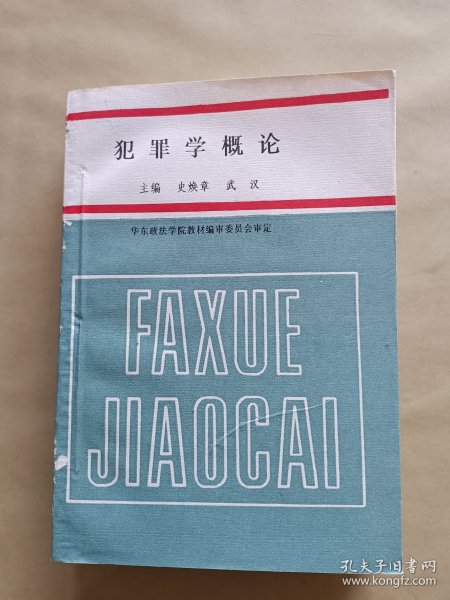 犯罪学概论
主编 史焕章 武汉
华东政法学院教材编审委员会审定
FAXUE
JIAOCAI
孔夫子旧书网
www.kongfz.com